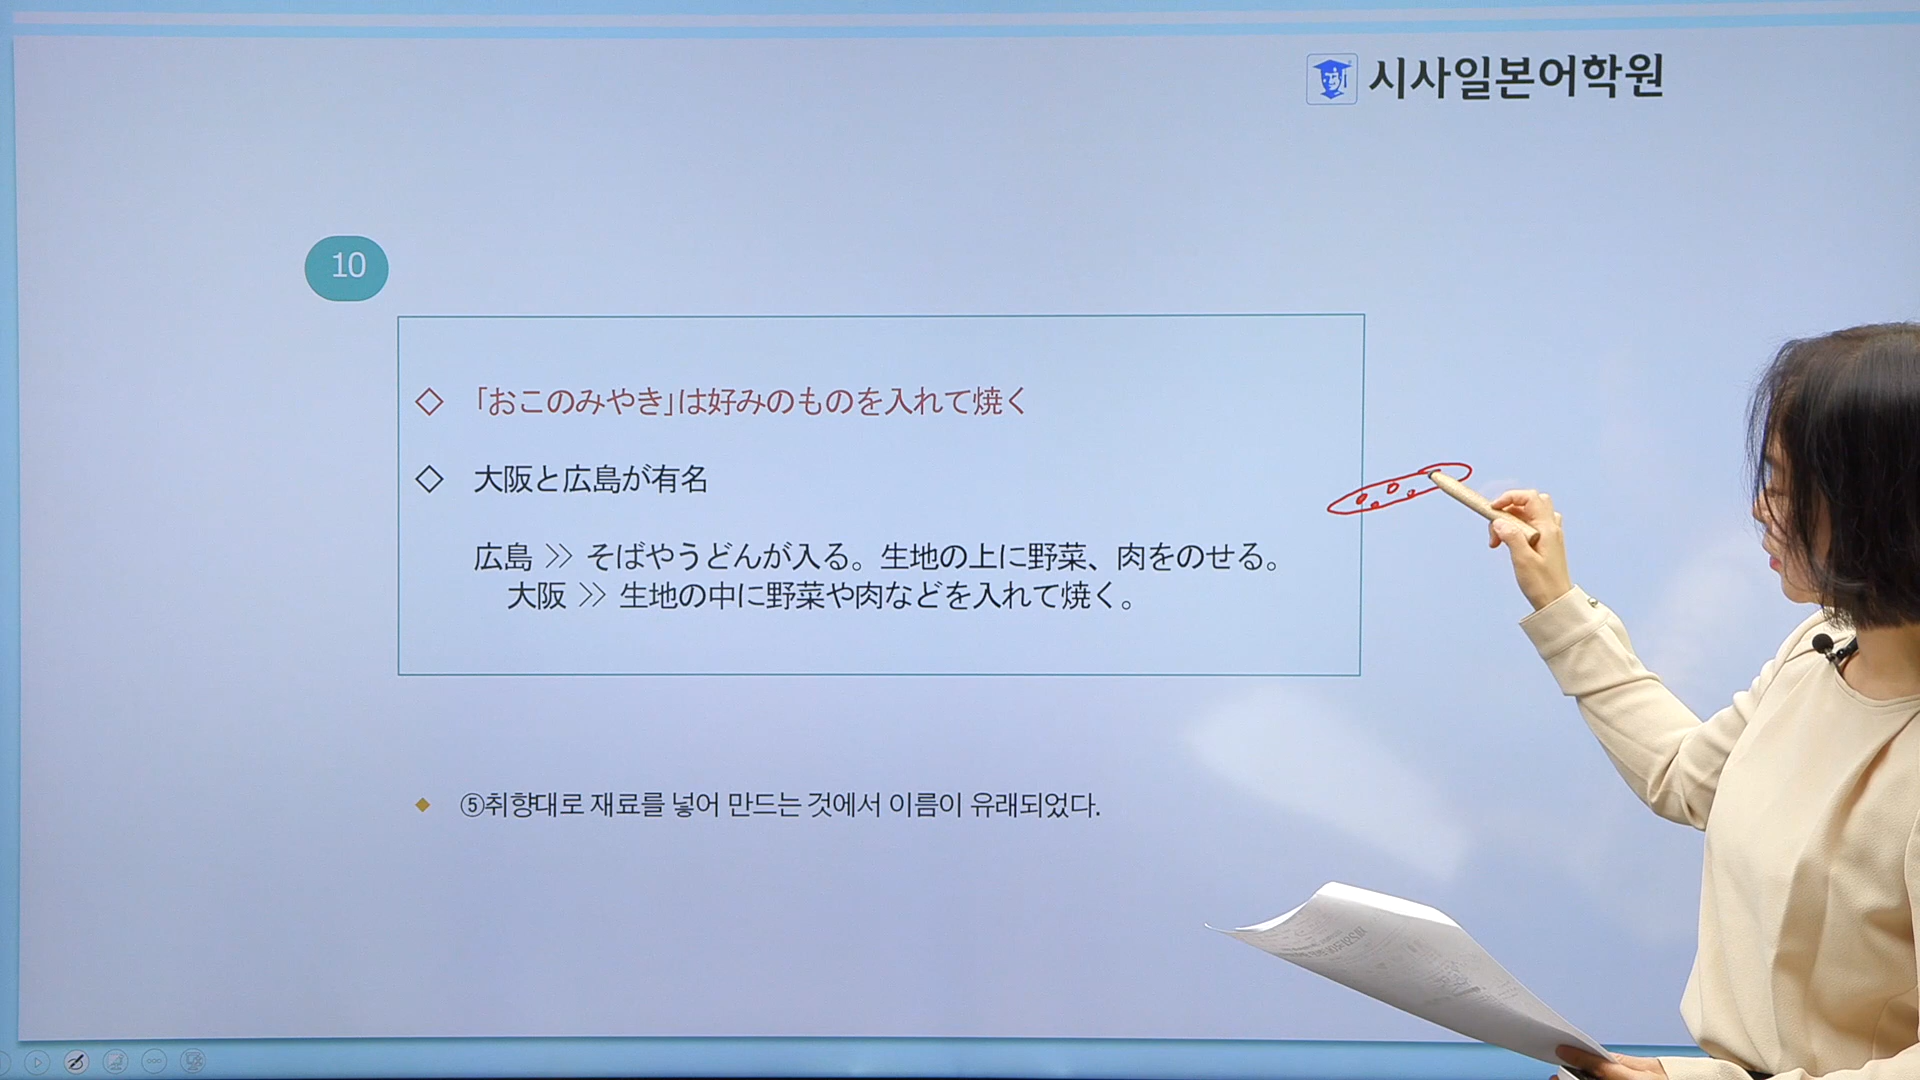 시사일본어학원
10
◇ 「おこのみやき」は好みのものを入れて焼く
◇ 大阪と広島が有名
広島 >> そばやうどんが入る。生地の上に野菜、肉をのせる。
大阪 >> 生地の中に野菜や肉などを入れて焼く。
◆ ⑤취향대로 재료를 넣어 만드는 것에서 이름이 유래되었다.